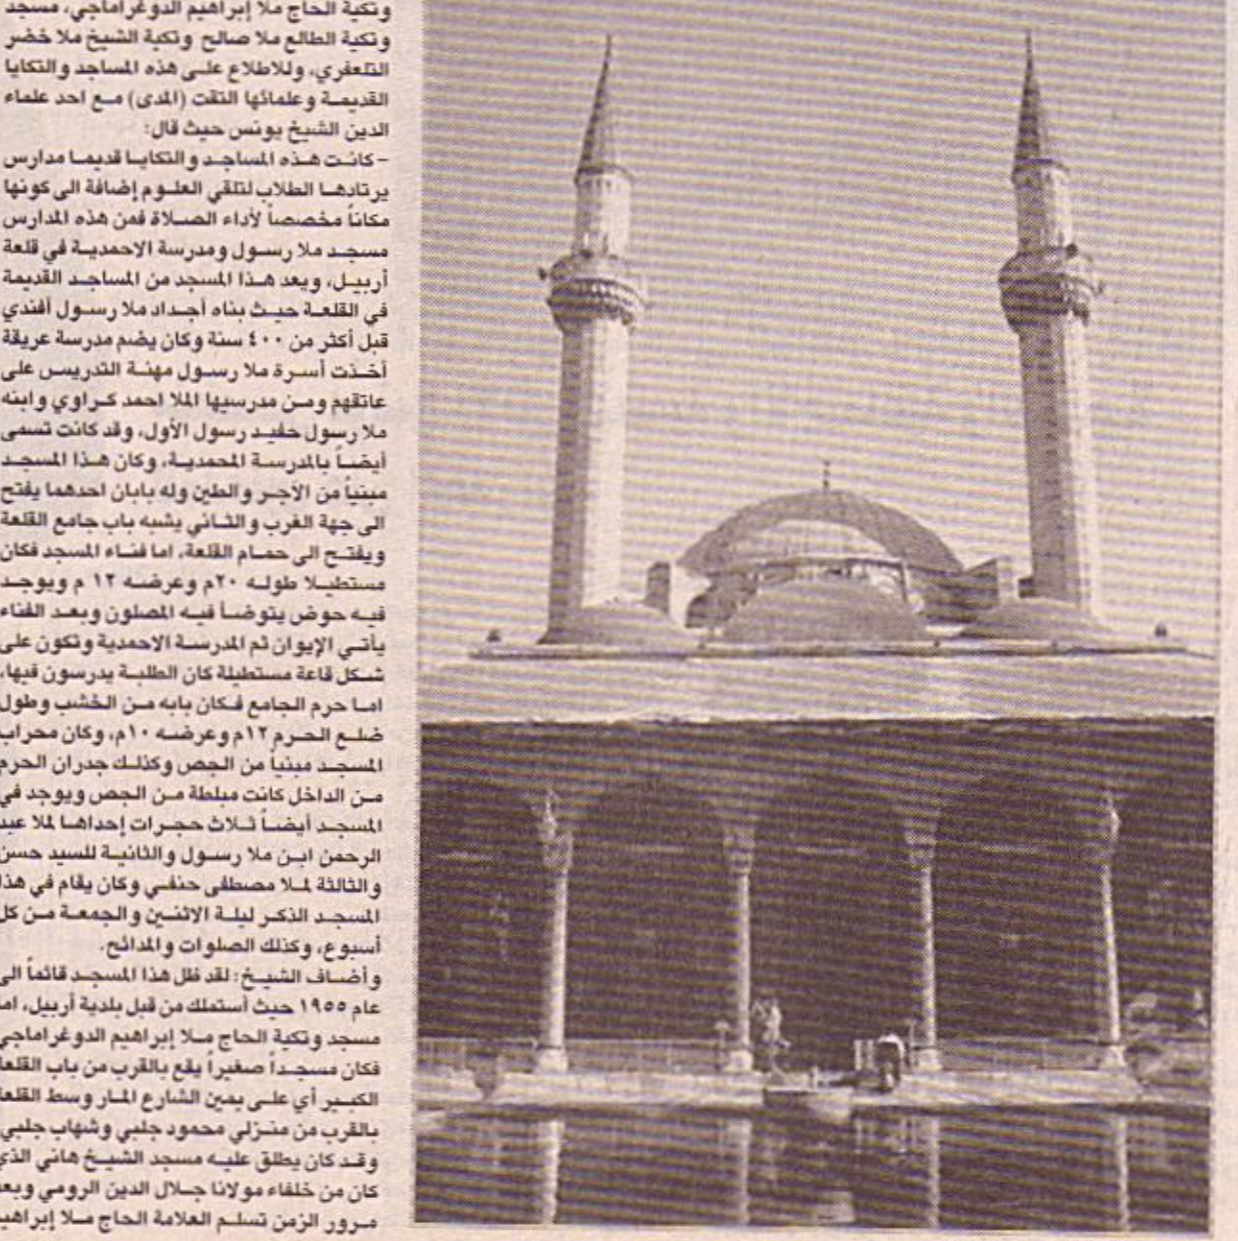 وتكية الحاج ملا إبراهيم الدوغراماجي، مسجد
وتكية الطالع ملا صالح وتكية الشيخ ملا خضر
التلعفري، وللاطلاع على هذه المساجد والتكايا
القديمة وعلمائها التقت (المدى) مع احد علماء
الدين الشيخ يونس حيث قال:
- كانت هذه المساجد والتكايا قديما مدارس
يرتادها الطلاب لتلقي العلوم إضافة الى كونها
مكاناً مخصصاً لأداء الصلاة فمن هذه المدارس
مسجد ملا رسول ومدرسة الاحمدية في قلعة
أربيل، ويعد هذا المسجد من المساجد القديمة
في القلعة حيث بناه أجداد ملا رسول أفندي
قبل أكثر من ٤٠٠ سنة وكان يضم مدرسة عريقة
أخذت أسرة ملا رسول مهنة التدريس على
عاتقهم ومن مدرسيها الملا احمد كراوي وابنه
ملا رسول حفيد رسول الأول، وقد كانت تسمى
أيضاً بالمدرسة المحمدية، وكان هذا المسجد
مبنياً من الآجر والطين وله بابان احدهما يفتح
الى جهة الغرب والثاني يشبه باب جامع القلعة
ويفتح الى حمام القلعة، اما فناء المسجد فكان
مستطيلا طوله ٢٠م وعرضه ١٢ م ويوجد
فيه حوض يتوضأ فيه المصلون وبعد الفناء
يأتي الإيوان ثم المدرسة الاحمدية وتكون على
شكل قاعة مستطيلة كان الطلبة يدرسون فيها،
اما حرم الجامع فكان بابه من الخشب وطول
ضلع الحرم ١٢م وعرضه ١٠م، وكان محراب
المسجد مبنياً من الجص وكذلك جدران الحرم
من الداخل كانت مبلطة من الجص ويوجد في
المسجد أيضاً ثلاث حجرات إحداها لملا عبد
الرحمن ابن ملا رسول والثانية للسيد حسن
والثالثة لملا مصطفى حنفي وكان يقام في هذا
المسجد الذكر ليلة الاثنين والجمعة من كل
أسبوع، وكذلك الصلوات والمدائح.
وأضاف الشيخ: لقد ظل هذا المسجد قائماً الى
عام ١٩٥٥ حيث أستملك من قبل بلدية أربيل، اما
مسجد وتكية الحاج ملا إبراهيم الدوغراماجي
فكان مسجداً صغيراً يقع بالقرب من باب القلعة
الكبير أي على يمين الشارع المار وسط القلعة
بالقرب من منزلي محمود جلبي وشهاب جلبي
وقد كان يطلق عليه مسجد الشيخ هاني الذي
كان من خلفاء مولانا جلال الدين الرومي وبعد
مرور الزمن تسلم العلامة الحاج ملا إبراهيم